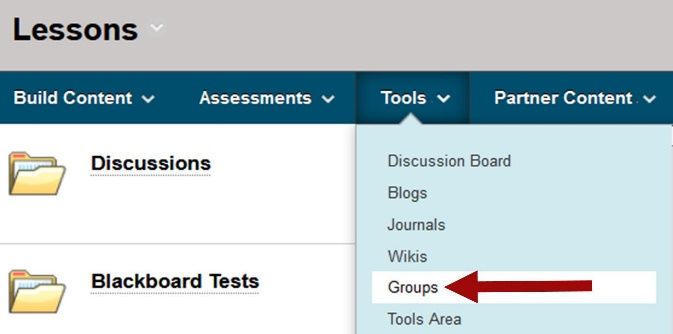 Lessons
Build Content
Assessments
Tools
Partner Content
Discussions
Blackboard Tests
Discussion Board
Blogs
Journals
Wikis
Groups
Tools Area